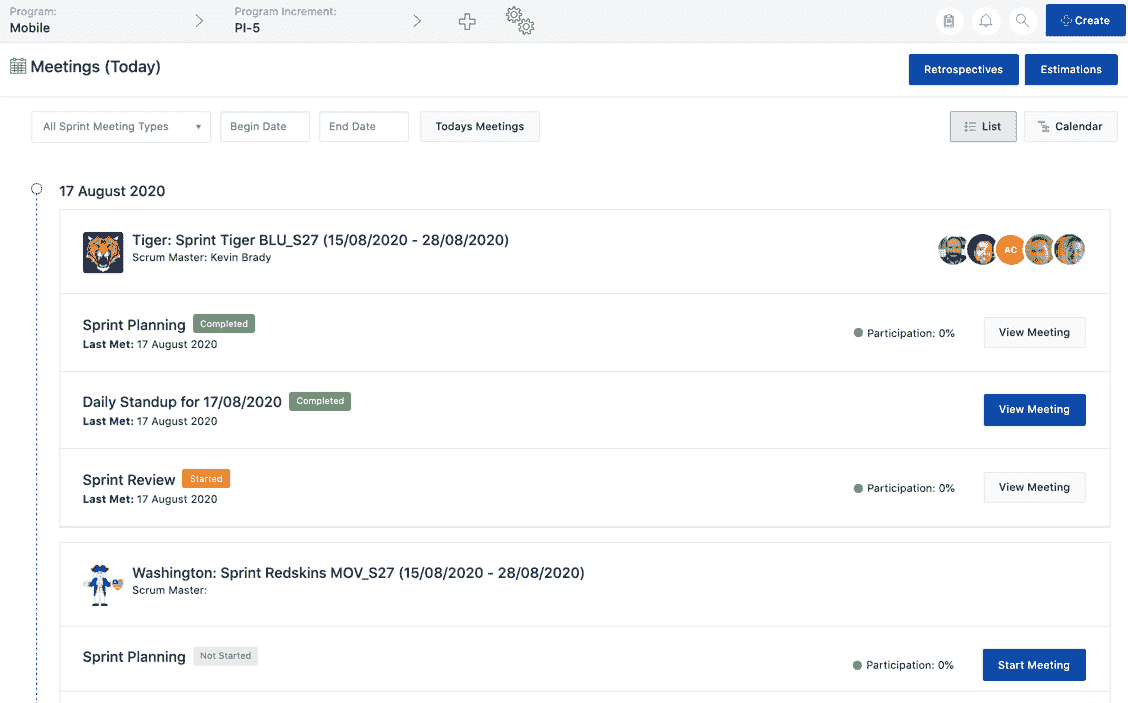 Program:
Mobile
Program Increment:
PI-5
Create
Meetings (Today)
Retrospectives
Estimations
All Sprint Meeting Types
Begin Date
End Date
Todays Meetings
List
Calendar
17 August 2020
Tiger: Sprint Tiger BLU_S27 (15/08/2020 - 28/08/2020)
Scrum Master: Kevin Brady
AC
Sprint Planning Completed
Last Met: 17 August 2020
Participation: 0%
View Meeting
Daily Standup for 17/08/2020 Completed
Last Met: 17 August 2020
View Meeting
Sprint Review Started
Last Met: 17 August 2020
Participation: 0%
View Meeting
Washington: Sprint Redskins MOV_S27 (15/08/2020 - 28/08/2020)
Scrum Master:
Sprint Planning Not Started
Participation: 0%
Start Meeting